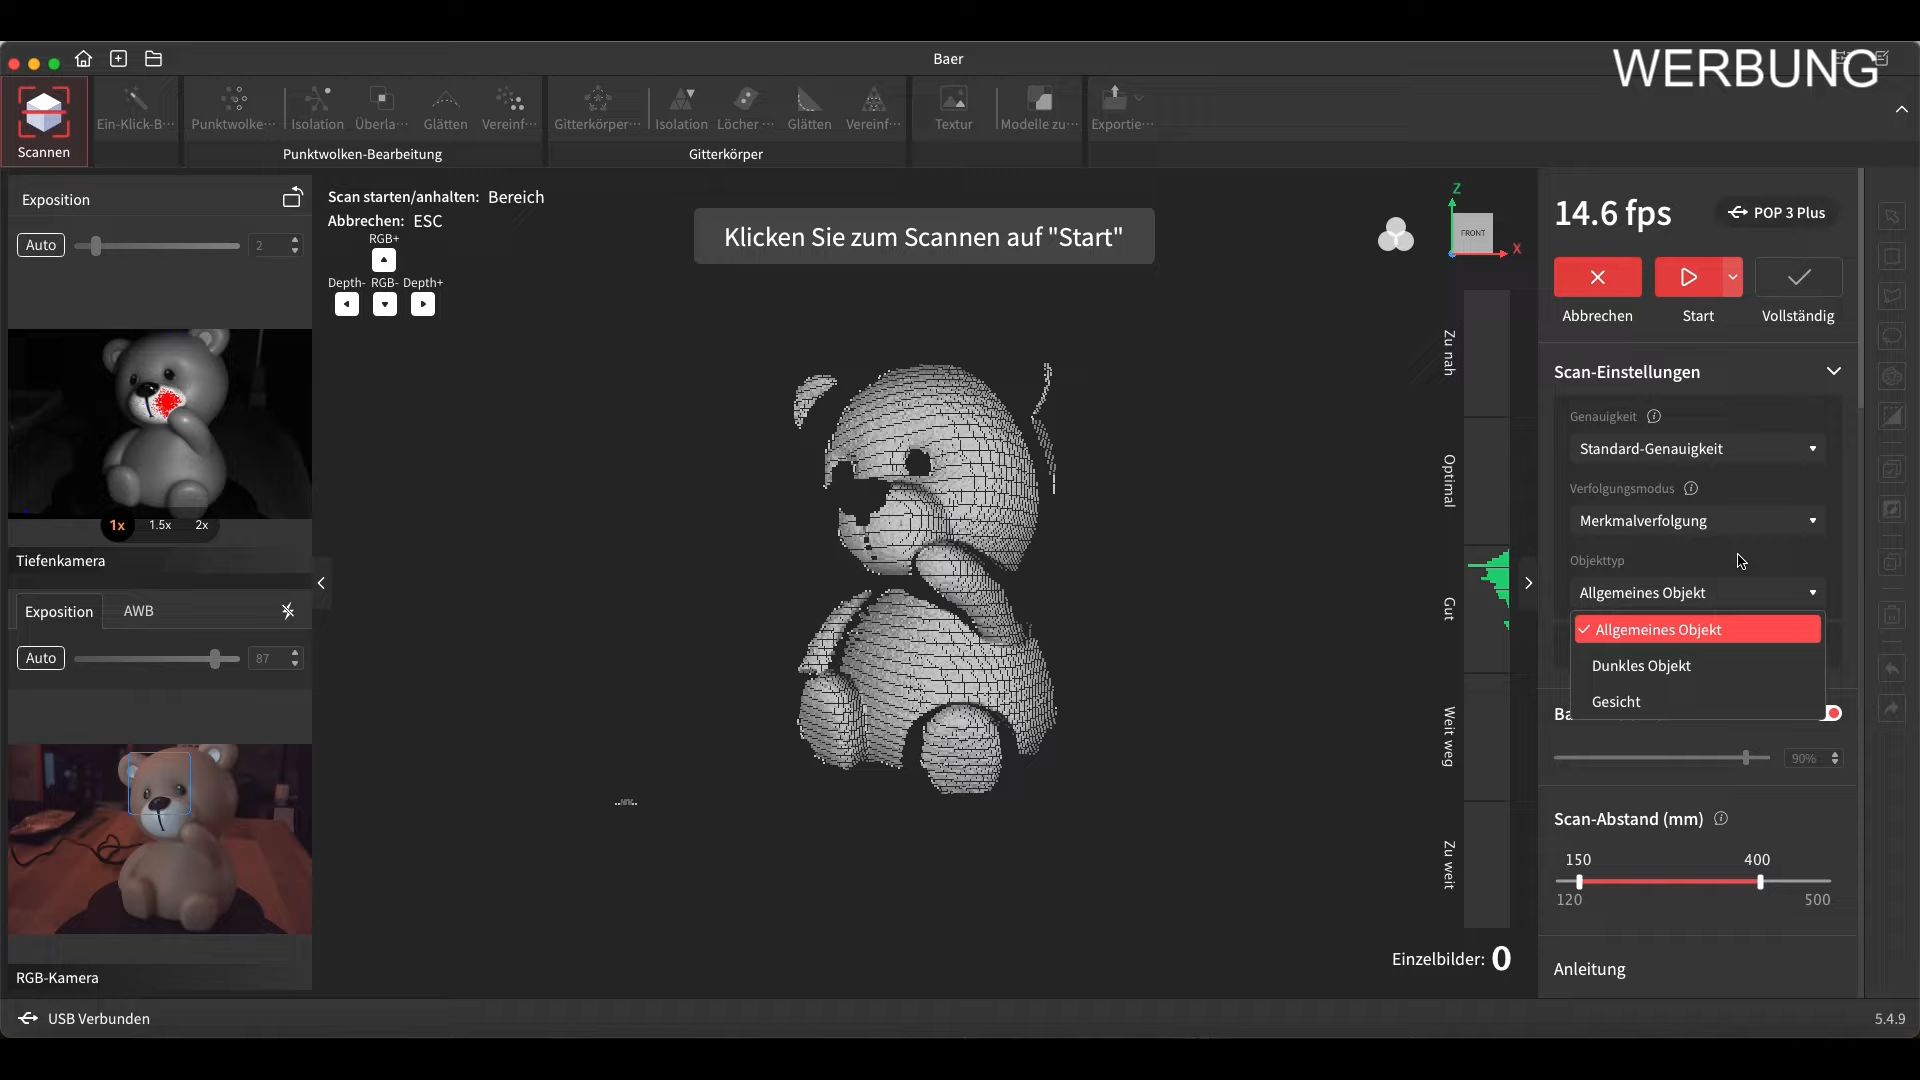 Baer
WERBUNG
Scannen
Ein-Klick-B···
Punktwolke···
Isolation
Überla···
Glätten
Vereinf···
Punktwolken-Bearbeitung
Gitterkörper···
Isolation
Löcher ···
Glätten
Vereinf···
Gitterkörper
Textur
Modelle zu···
Exportie···
Exposition
Auto
2
1x
1.5x
2x
Tiefenkamera
Exposition
AWB
Auto
87
RGB-Kamera
Scan starten/anhalten: Bereich
Abbrechen: ESC
RGB+
Depth- RGB- Depth+
Klicken Sie zum Scannen auf "Start"
Z
FRONT
X
Zu nah
Optimal
Gut
Weit weg
Zu weit
Einzelbilder: 0
14.6 fps
POP 3 Plus
Abbrechen
Start
Vollständig
Scan-Einstellungen
Genauigkeit
Standard-Genauigkeit
Verfolgungsmodus
Merkmalverfolgung
Objekttyp
Allgemeines Objekt
Allgemeines Objekt
Dunkles Objekt
Gesicht
90%
Scan-Abstand (mm)
150
400
120
500
Anleitung
USB Verbunden
5.4.9